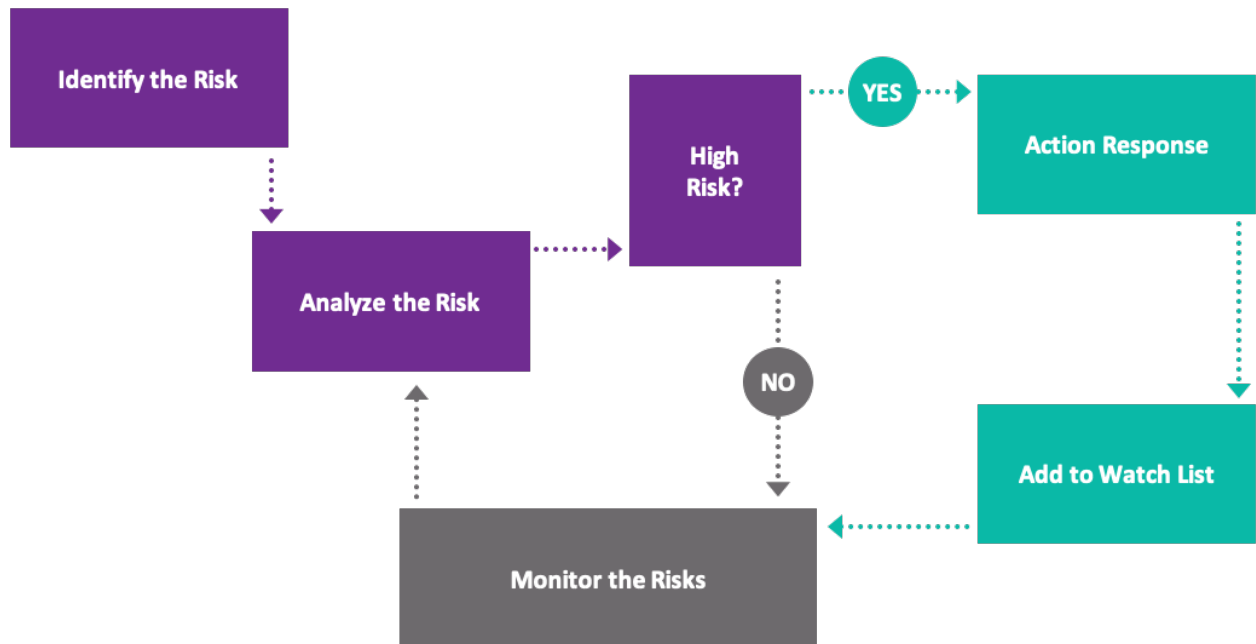 Identify the Risk
Analyze the Risk
High
Risk?
YES
Action Response
NO
Add to Watch List
Monitor the Risks